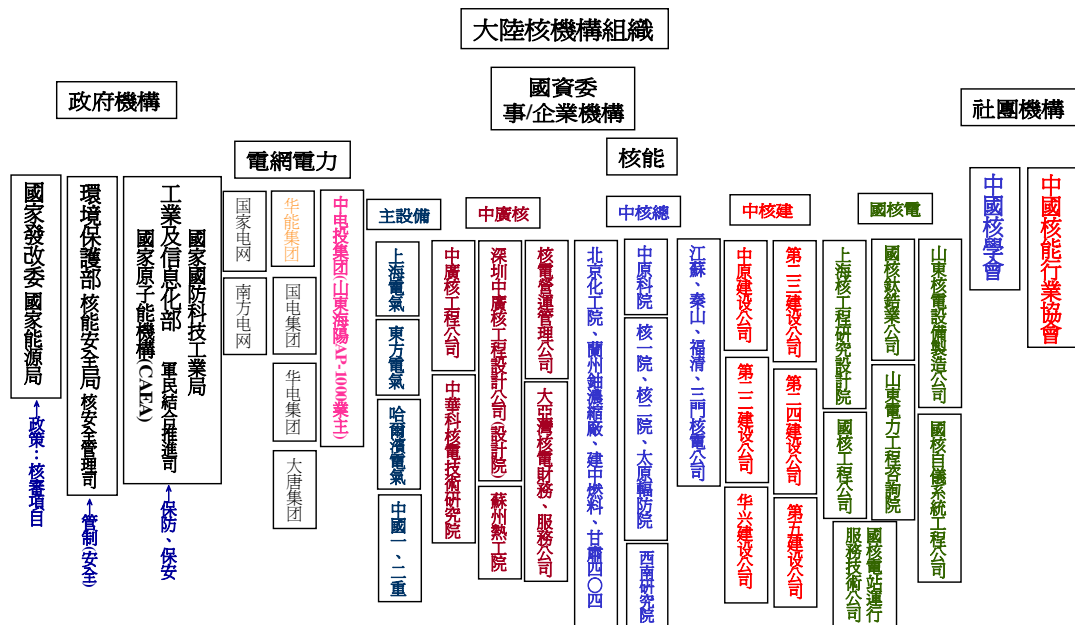 大陸核機構組織
政府機構
國資委
事/企業機構
社團機構
電網電力
核能
國家發改委 國家能源局
環境保護部 核能安全局 核安全管理司
工業及信息化部 軍民結合推進司
國家國防科技工業局
國家原子能機構(CAEA)
←政策：核審項目
←管制(安全)
←保防、保安
国家电网
南方电网
华能集团
国电集团
华电集团
大唐集团
中电投集团(山東海陽AP-1000業主)
主設備
上海電氣
東方電氣
哈爾濱電氣
中國一、二重
中廣核
中廣核工程公司
中華科核電技術研究院
深圳中廣核工程設計公司(設計院)
蘇州熱工院
核電營運管理公司
大亞灣核電財務、服務公司
中核總
北京化工院、蘭州鈾濃縮廠、建中燃料、甘肅四〇四
中原科院
核一院、核二院、太原輻防院
西南研究院
江蘇、秦山、福清、三門核電公司
中核建
中原建设公司
第二二建设公司
华兴建设公司
第二三建设公司
第二四建设公司
第五建设公司
國核電
上海核工程研究設計院
國核工程公司
國核鈦鋯業公司
山東電力工程咨詢院
國核電站運行
服務技術公司
山東核電設備製造公司
國核自儀系統工程公司
中國核學會
中國核能行業協會